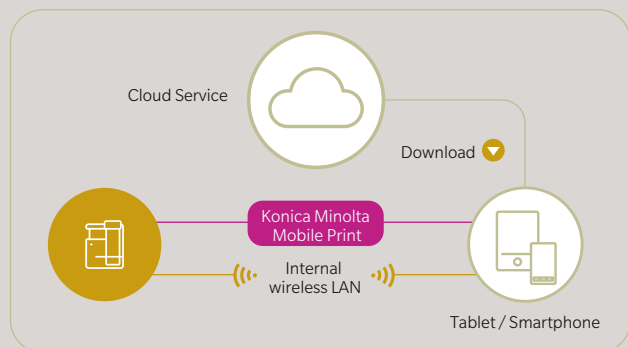 Cloud Service
Download
Konica Minolta
Mobile Print
Internal
wireless LAN
Tablet / Smartphone